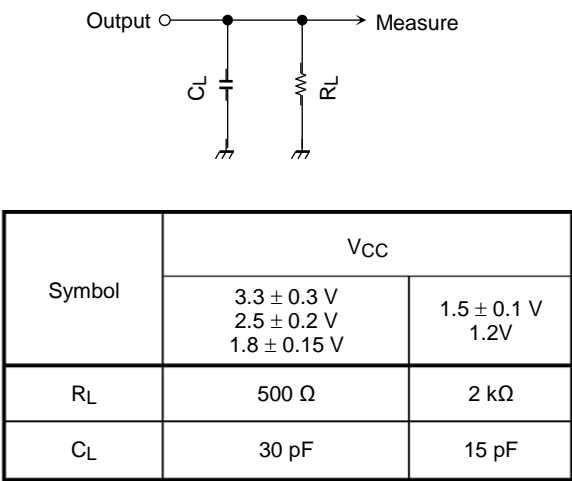 Output
Measure
CL
RL
Symbol
VCC
3.3 ± 0.3 V
2.5 ± 0.2 V
1.8 ± 0.15 V
1.5 ± 0.1 V
1.2V
RL
500 Ω
2 kΩ
CL
30 pF
15 pF